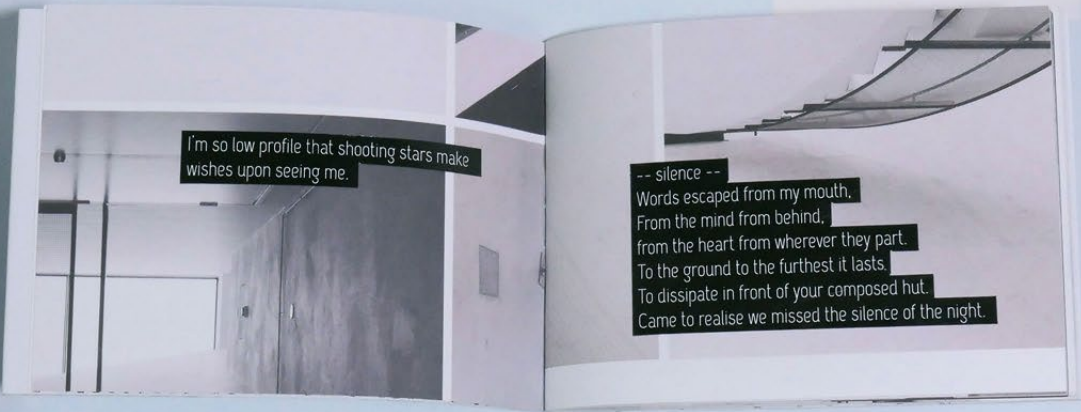 I'm so low profile that shooting stars make
wishes upon seeing me.
-- silence --
Words escaped from my mouth,
From the mind from behind,
from the heart from wherever they part.
To the ground to the furthest it lasts.
To dissipate in front of your composed hut.
Came to realise we missed the silence of the night.